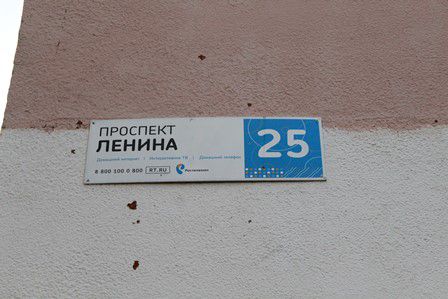 ПРОСПЕКТ
ЛЕНИНА
Домашний интернет | Интерактивное ТВ | Домашний телефон
8 800 100 0 800 RT.RU Ростелеком
25